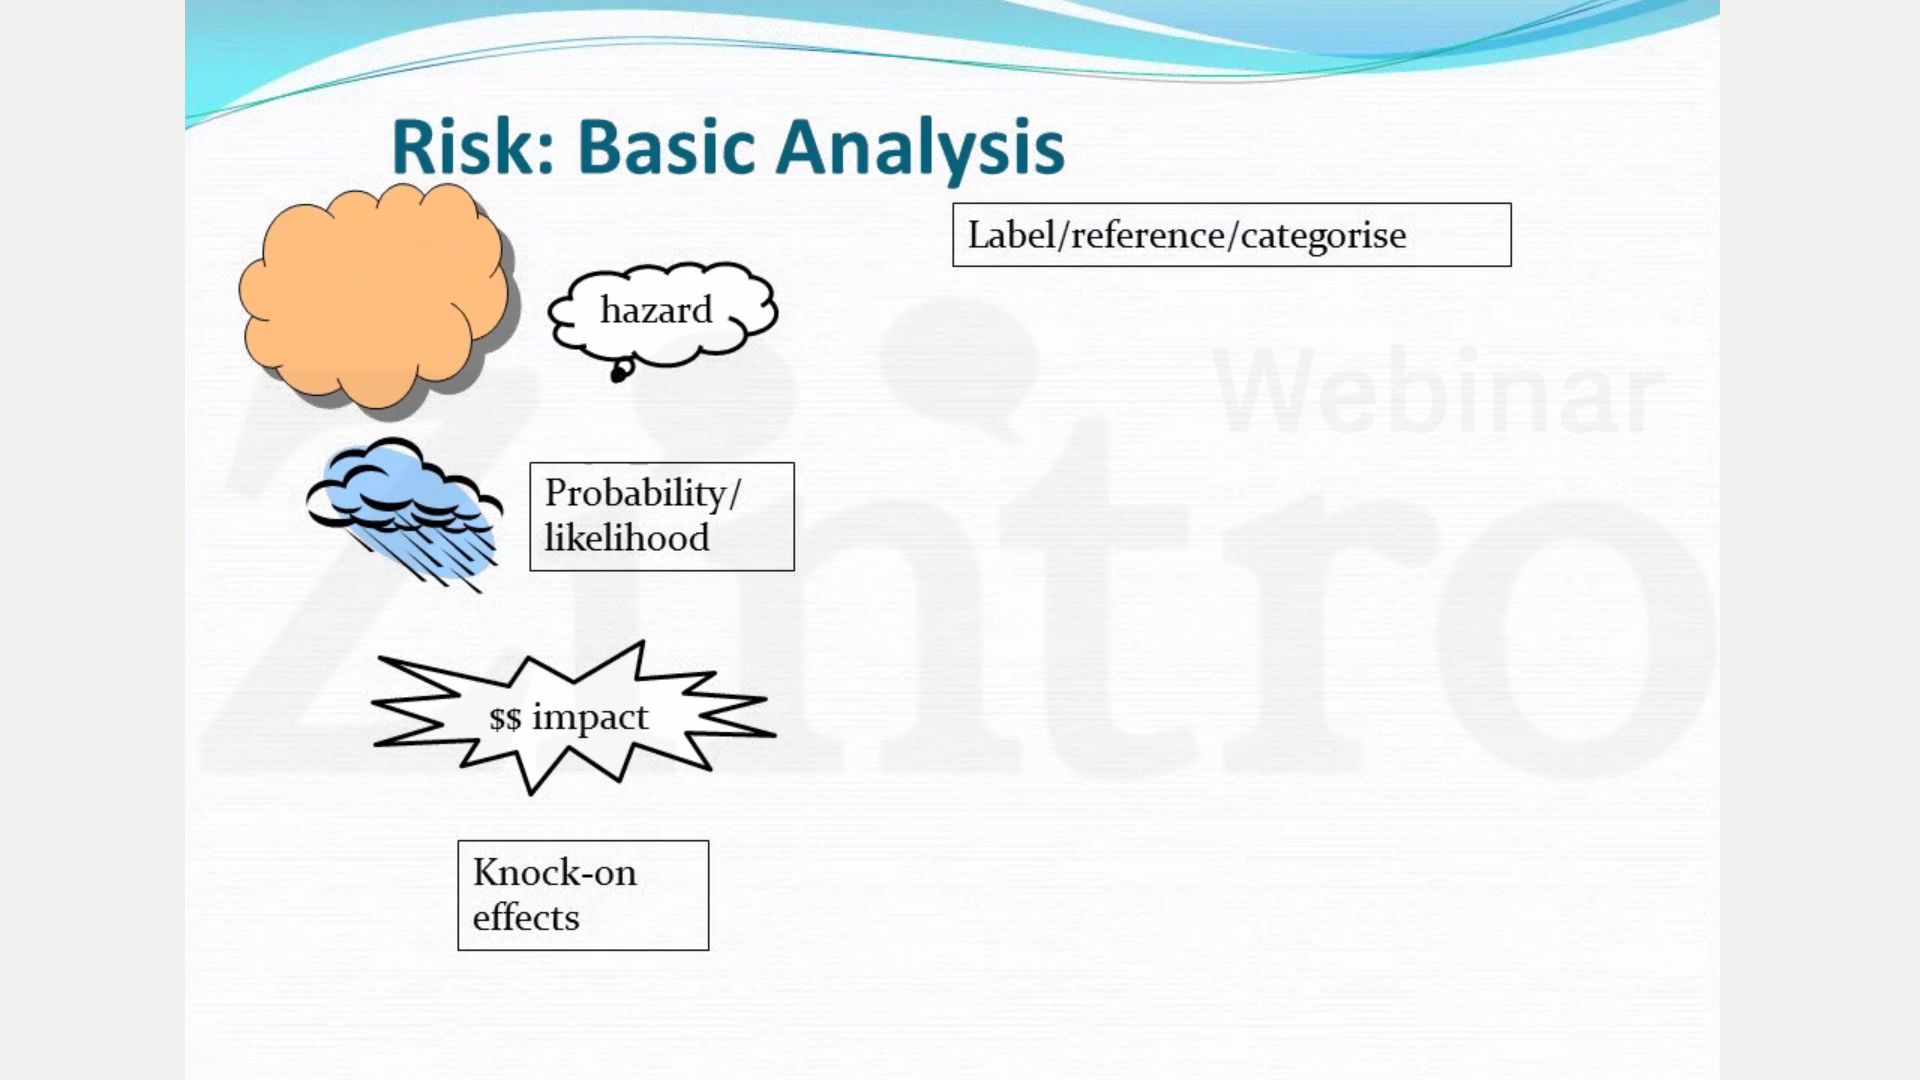 Risk: Basic Analysis
Label/reference/categorise
hazard
Webinar
Zintro
Probability/
likelihood
$$ impact
Knock-on
effects